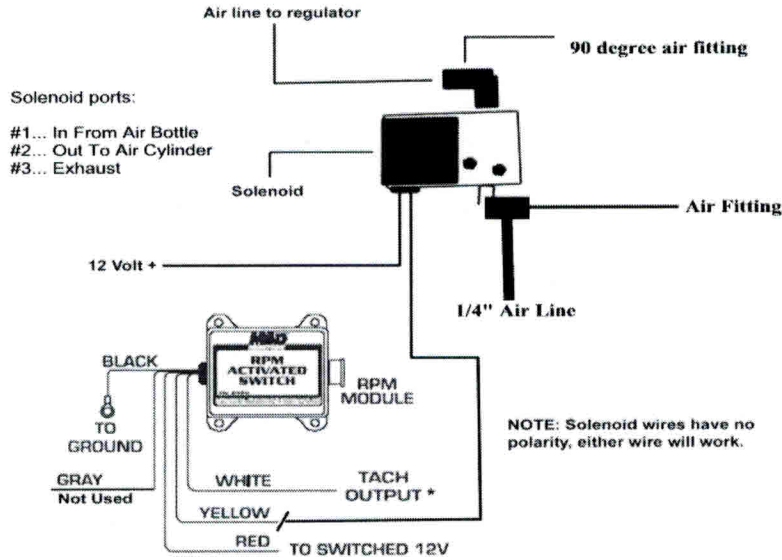 Air line to regulator
90 degree air fitting
Solenoid ports:
#1... In From Air Bottle
#2... Out To Air Cylinder
#3... Exhaust
Solenoid
Air Fitting
12 Volt +
1/4" Air Line
BLACK
RPM
ACTIVATED
SWITCH
RPM
MODULE
TO
GROUND
NOTE: Solenoid wires have no
polarity, either wire will work.
GRAY
Not Used
WHITE
TACH
OUTPUT *
YELLOW
RED
TO SWITCHED 12V